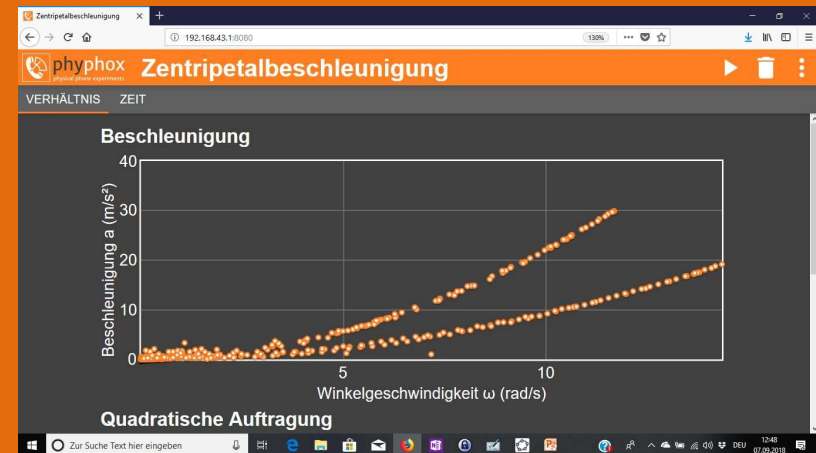 Zentripetalbeschleunigung
192.168.43.1:8080
130%
phyphox
physical phone experiments
Zentripetalbeschleunigung
VERHÄLTNIS ZEIT
Beschleunigung
Beschleunigung a (m/s²)
40
30
20
10
0
5 10
Winkelgeschwindigkeit ω (rad/s)
Quadratische Auftragung
Zur Suche Text hier eingeben
DEU
12:48
07.09.2018